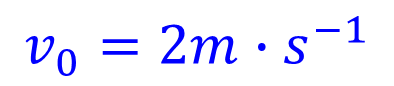 v₀ = 2m · s⁻¹